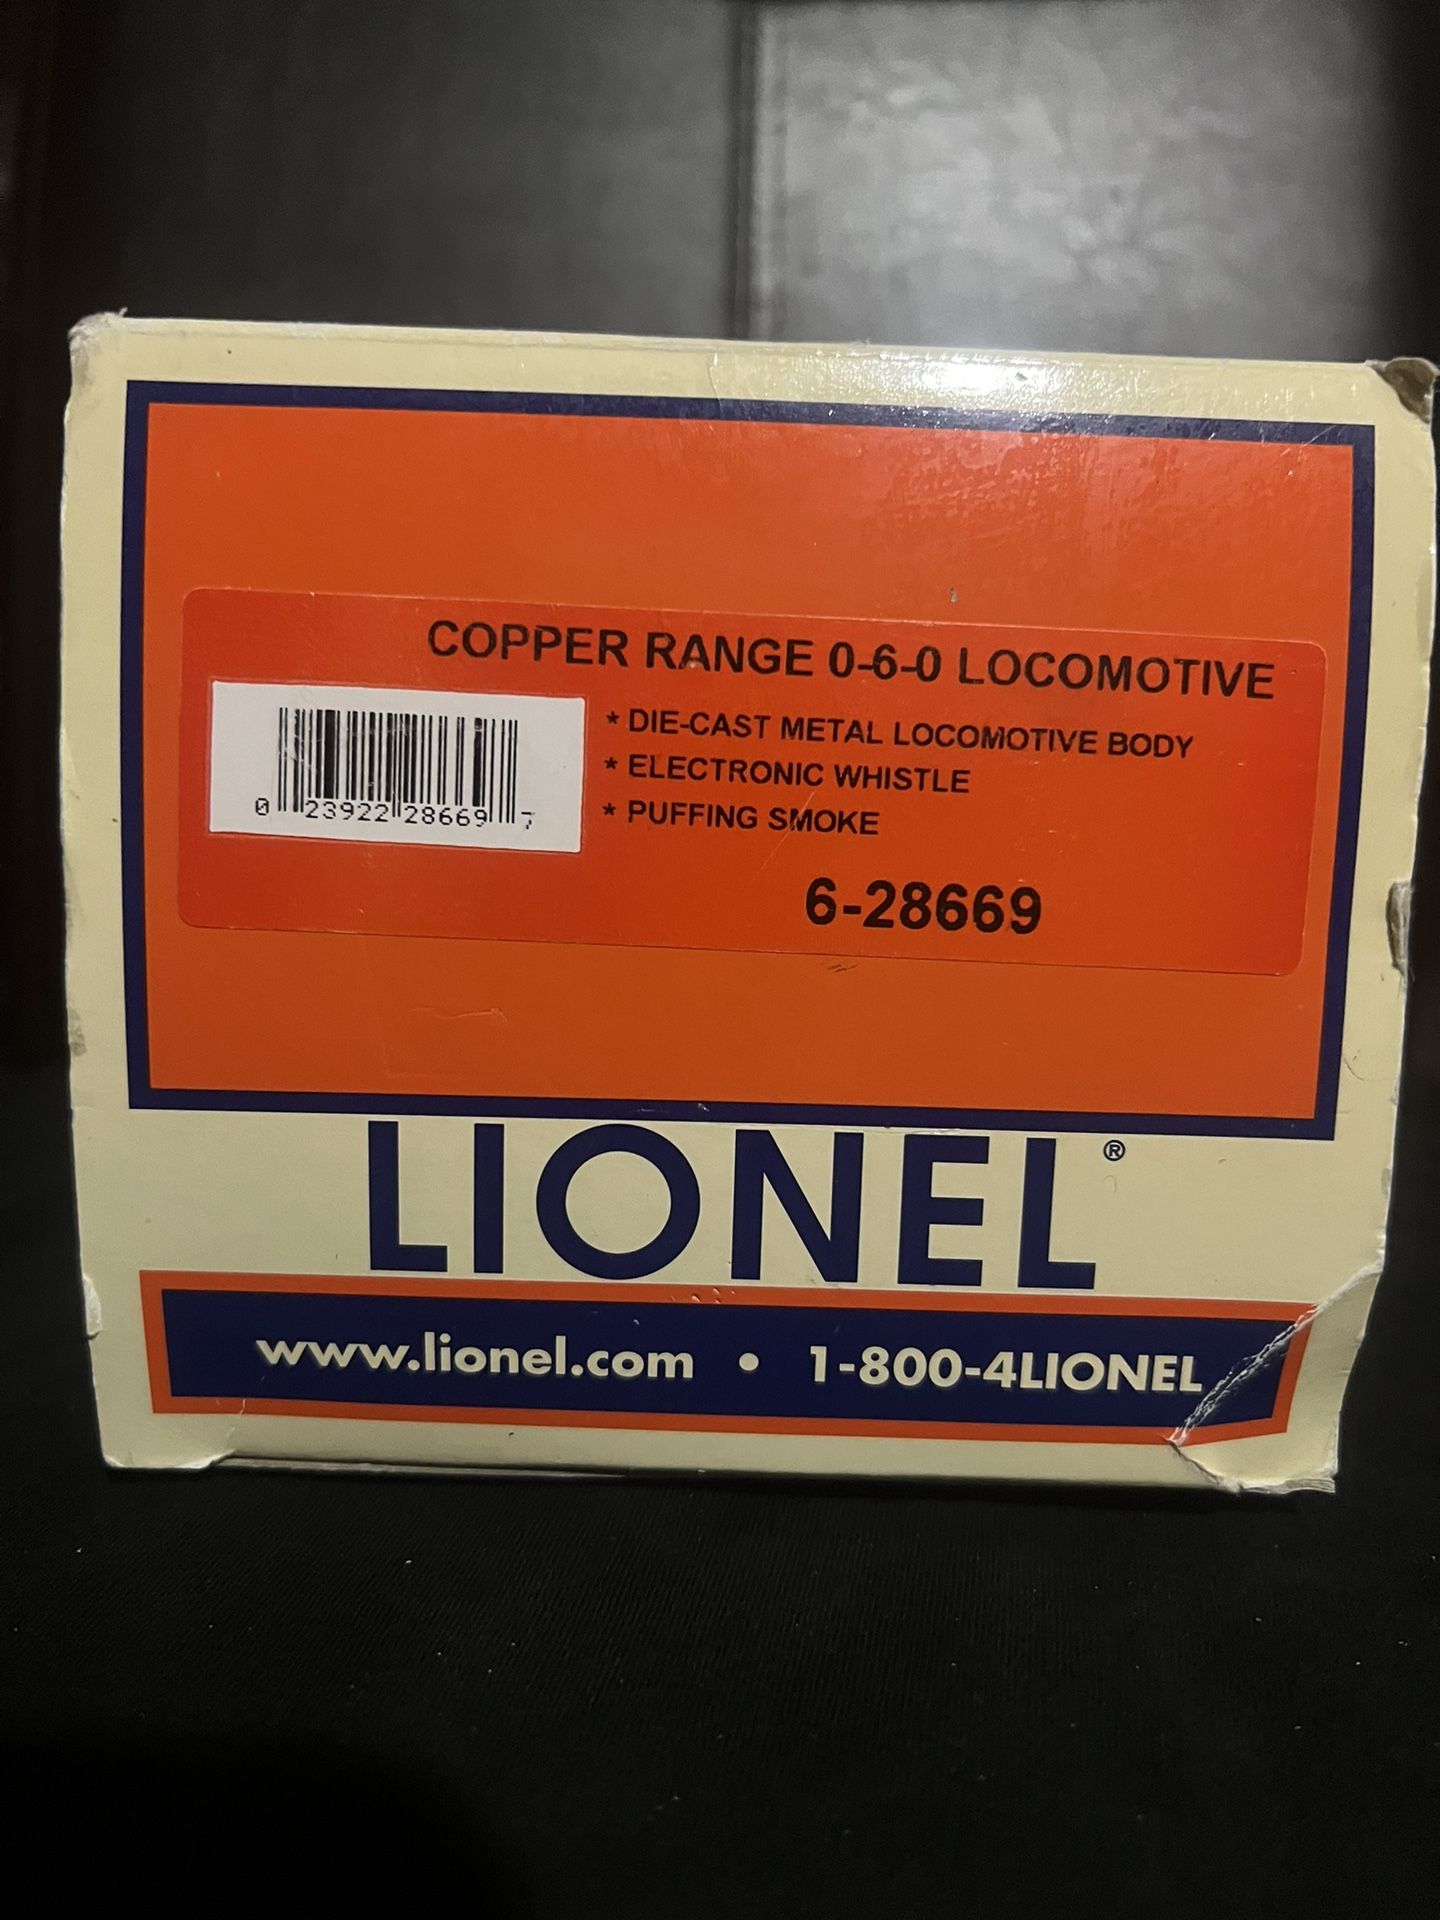 COPPER RANGE 0-6-0 LOCOMOTIVE
* DIE-CAST METAL LOCOMOTIVE BODY
* ELECTRONIC WHISTLE
* PUFFING SMOKE
0 23922 28669 7
6-28669
LIONEL®
www.lionel.com • 1-800-4LIONEL